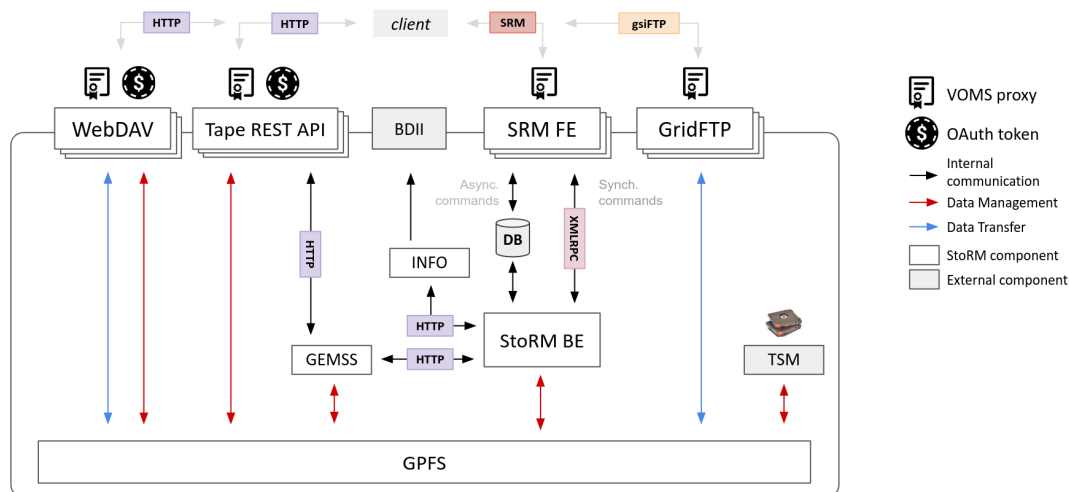 HTTP
HTTP
client
SRM
gsiFTP
WebDAV
Tape REST API
BDII
SRM FE
GridFTP
VOMS proxy
OAuth token
Internal
communication
Data Management
Data Transfer
StoRM component
External component
Async.
commands
Synch.
commands
HTTP
DB
XMLRPC
INFO
HTTP
StoRM BE
GEMSS
HTTP
TSM
GPFS